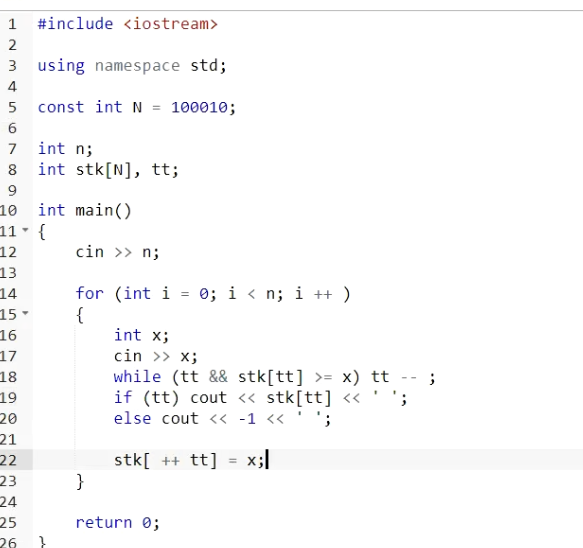 1 #include <iostream>
2
3 using namespace std;
4
5 const int N = 100010;
6
7 int n;
8 int stk[N], tt;
9
10 int main()
11 {
12     cin >> n;
13
14     for (int i = 0; i < n; i ++ )
15     {
16         int x;
17         cin >> x;
18         while (tt && stk[tt] >= x) tt -- ;
19         if (tt) cout << stk[tt] << ' ';
20         else cout << -1 << ' ';
21
22         stk[ ++ tt] = x;
23     }
24
25     return 0;
26 }